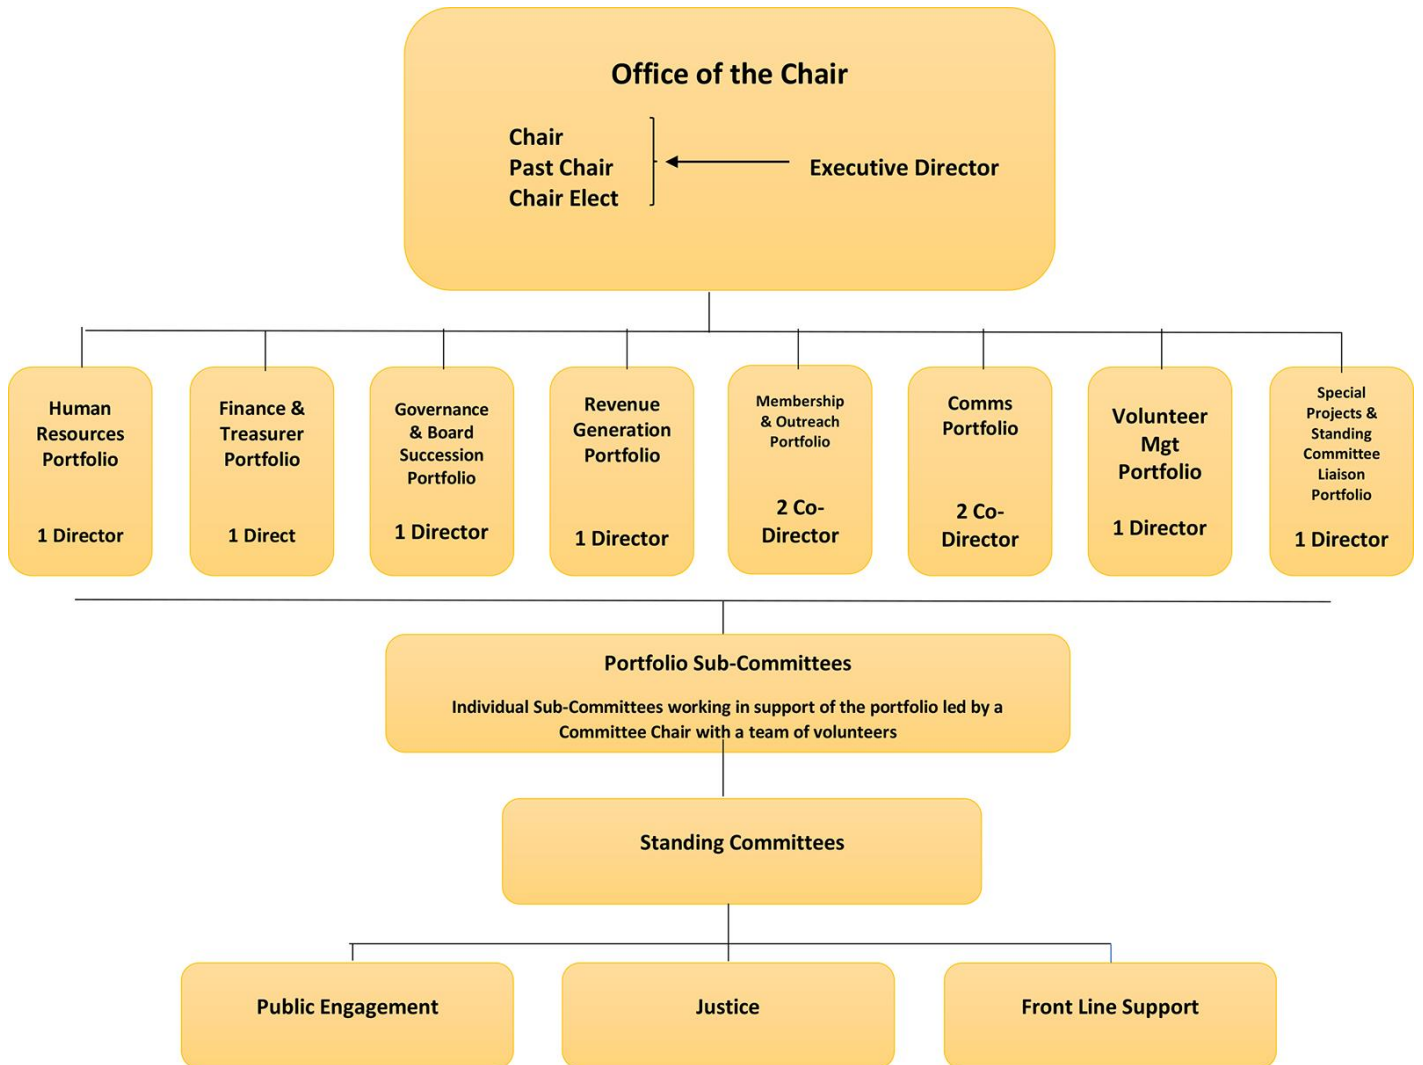 Office of the Chair
Chair
Past Chair
Chair Elect
Executive Director
Human
Resources
Portfolio
1 Director
Finance &
Treasurer
Portfolio
1 Direct
Governance
& Board
Succession
Portfolio
1 Director
Revenue
Generation
Portfolio
1 Director
Membership
& Outreach
Portfolio
2 Co-
Director
Comms
Portfolio
2 Co-
Director
Volunteer
Mgt
Portfolio
1 Director
Special
Projects &
Standing
Committee
Liaison
Portfolio
1 Director
Portfolio Sub-Committees
Individual Sub-Committees working in support of the portfolio led by a
Committee Chair with a team of volunteers
Standing Committees
Public Engagement
Justice
Front Line Support